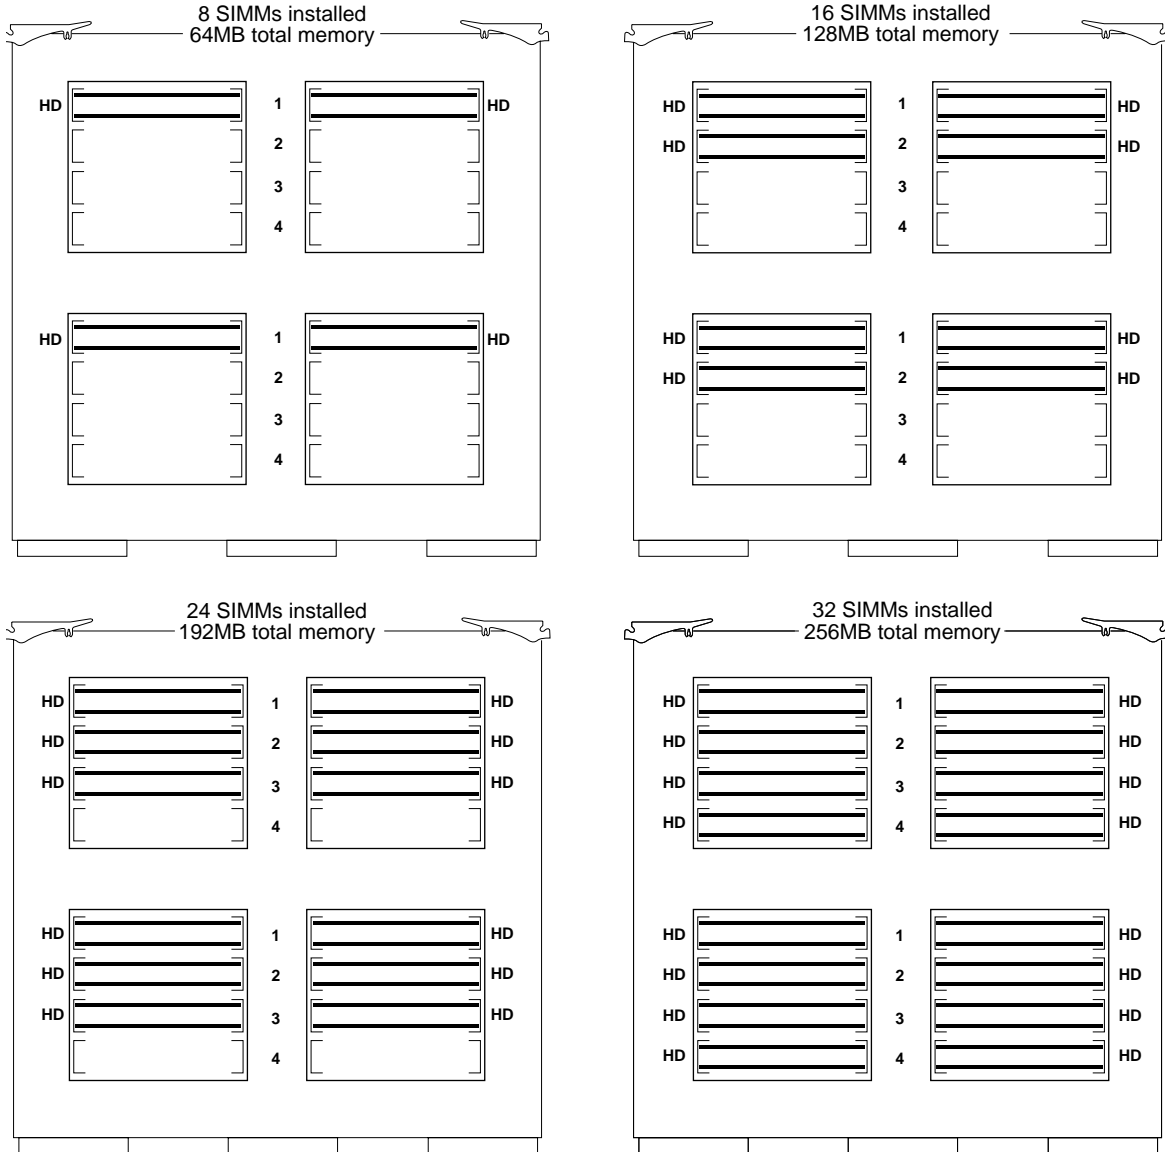 8 SIMMs installed
64MB total memory
HD 1 HD
2
3
4
HD 1 HD
2
3
4
16 SIMMs installed
128MB total memory
HD 1 HD
HD 2 HD
3
4
HD 1 HD
HD 2 HD
3
4
24 SIMMs installed
192MB total memory
HD 1 HD
HD 2 HD
HD 3 HD
4
HD 1 HD
HD 2 HD
HD 3 HD
4
32 SIMMs installed
256MB total memory
HD 1 HD
HD 2 HD
HD 3 HD
HD 4 HD
HD 1 HD
HD 2 HD
HD 3 HD
HD 4 HD